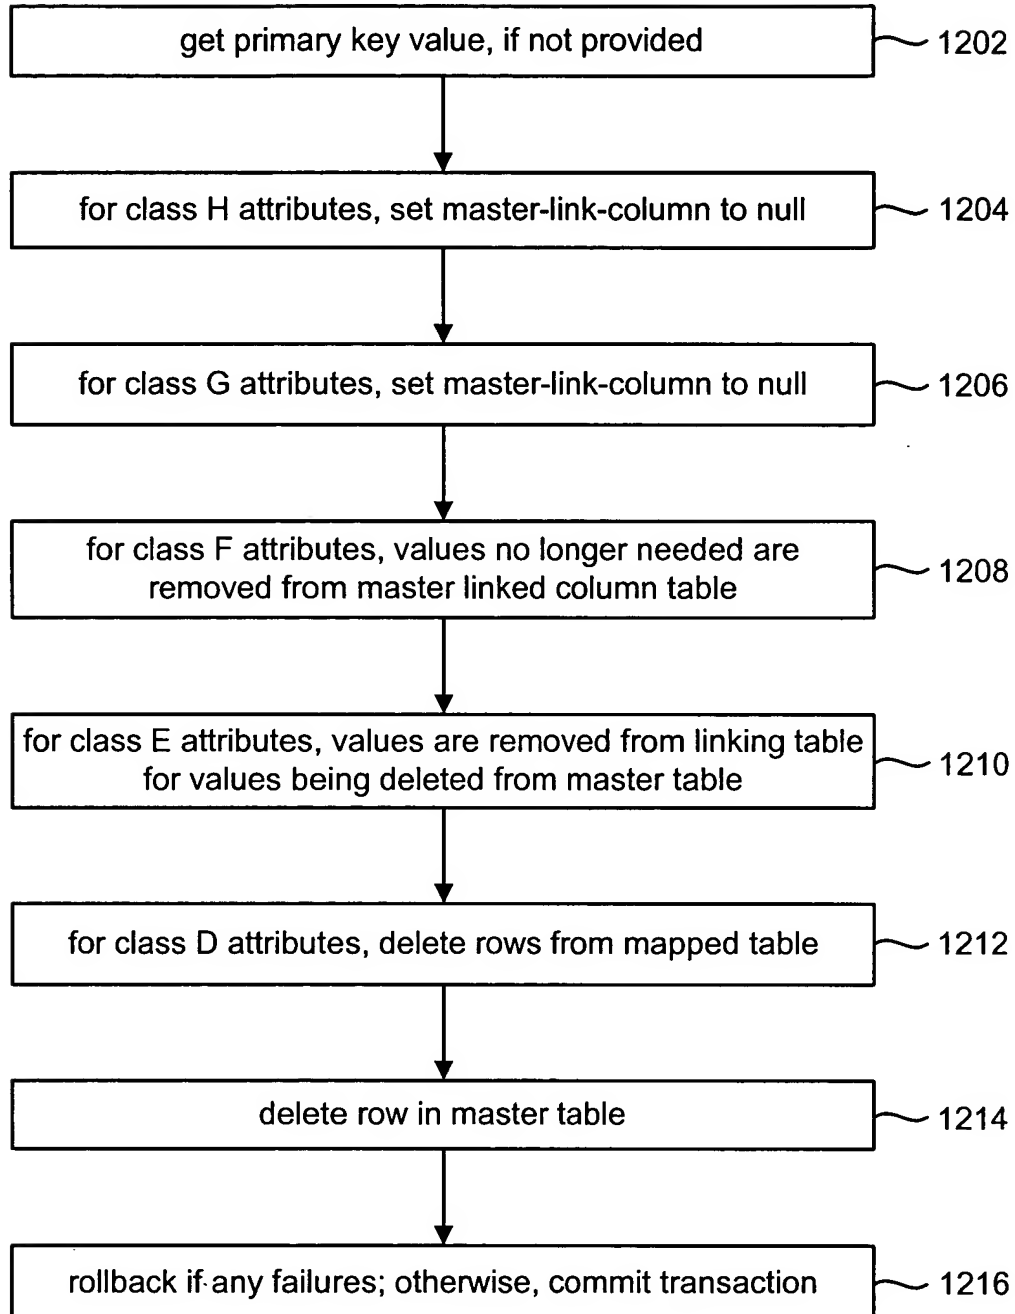 get primary key value, if not provided
1202
for class H attributes, set master-link-column to null
1204
for class G attributes, set master-link-column to null
1206
for class F attributes, values no longer needed are
removed from master linked column table
1208
for class E attributes, values are removed from linking table
for values being deleted from master table
1210
for class D attributes, delete rows from mapped table
1212
delete row in master table
1214
rollback if any failures; otherwise, commit transaction
1216